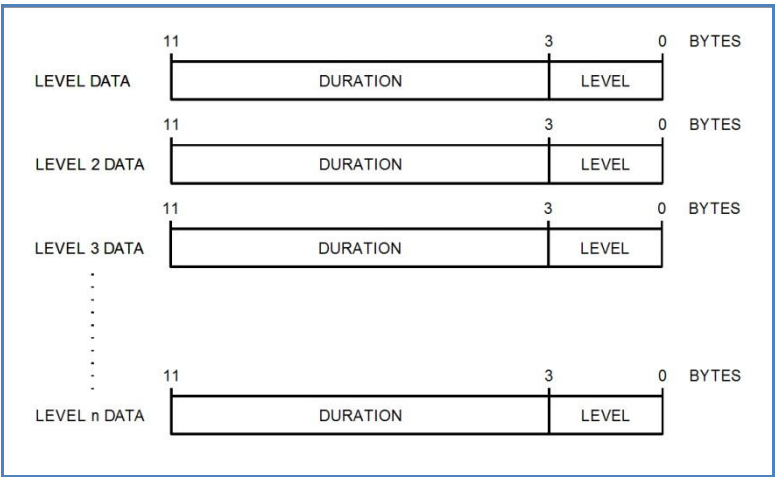 11 3 0 BYTES
LEVEL DATA DURATION LEVEL
11 3 0 BYTES
LEVEL 2 DATA DURATION LEVEL
11 3 0 BYTES
LEVEL 3 DATA DURATION LEVEL
11 3 0 BYTES
LEVEL n DATA DURATION LEVEL